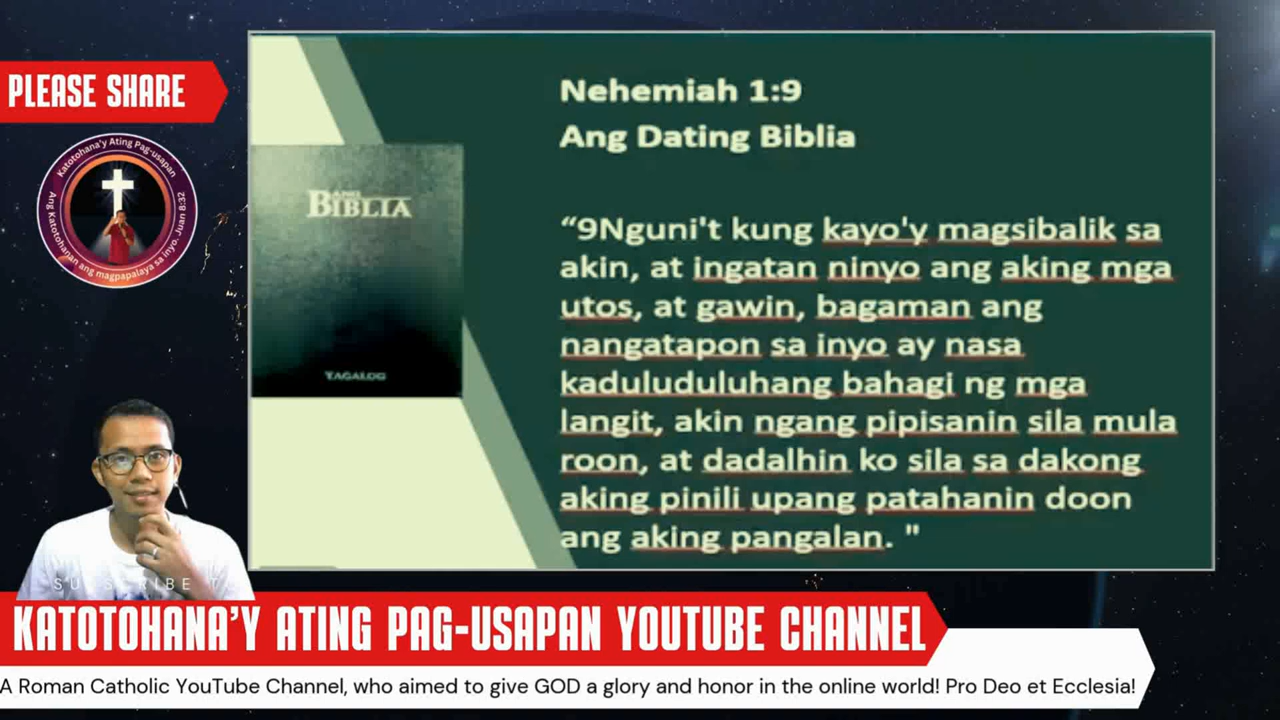 PLEASE SHARE
Katotohana'y Ating Pag-usapan
Ang Katotohanan ang magpapalaya sa inyo. Juan 8:32
ANG
BIBLIA
TAGALOG
Nehemiah 1:9
Ang Dating Biblia
“9Nguni't kung kayo'y magsibalik sa
akin, at ingatan ninyo ang aking mga
utos, at gawin, bagaman ang
nangatapon sa inyo ay nasa
kaduluduluhang bahagi ng mga
langit, akin ngang pipisanin sila mula
roon, at dadalhin ko sila sa dakong
aking pinili upang patahanin doon
ang aking pangalan. "
SUBSCRIBE TO
KATOTOHANA’Y ATING PAG-USAPAN YOUTUBE CHANNEL
A Roman Catholic YouTube Channel, who aimed to give GOD a glory and honor in the online world! Pro Deo et Ecclesia!